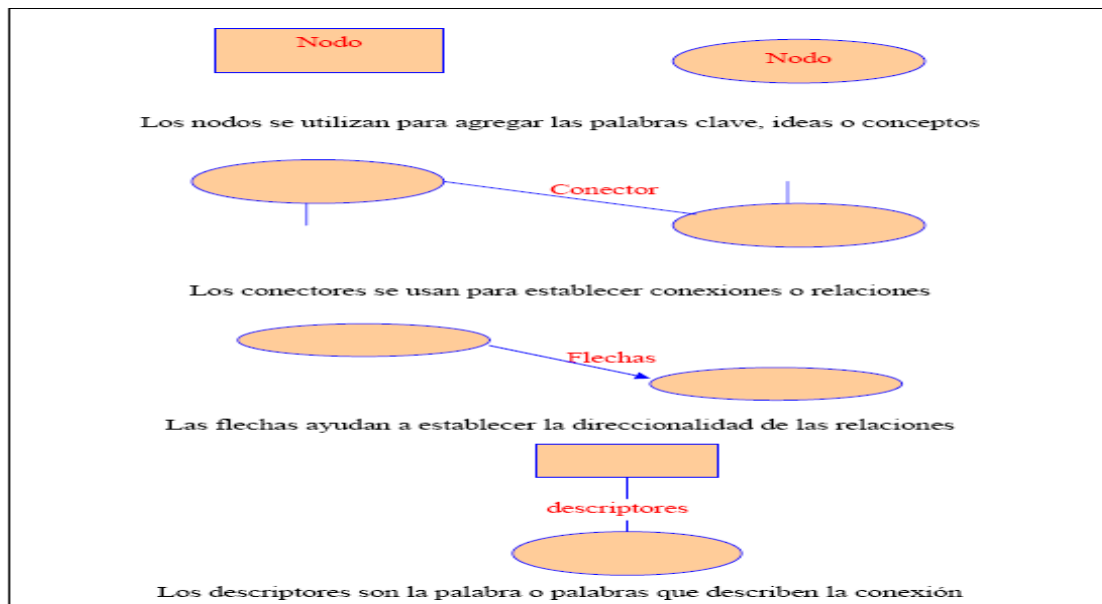 Nodo
Nodo
Los nodos se utilizan para agregar las palabras clave, ideas o conceptos
Conector
Los conectores se usan para establecer conexiones o relaciones
Flechas
Las flechas ayudan a establecer la direccionalidad de las relaciones
descriptores
Los descriptores son la palabra o palabras que describen la conexión